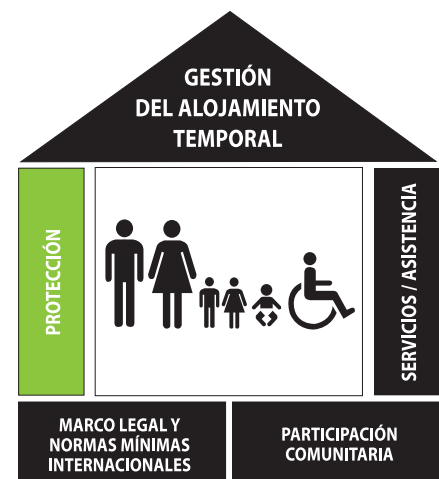 GESTIÓN
DEL ALOJAMIENTO
TEMPORAL
PROTECCIÓN
SERVICIOS / ASISTENCIA
MARCO LEGAL Y
NORMAS MÍNIMAS
INTERNACIONALES
PARTICIPACIÓN
COMUNITARIA